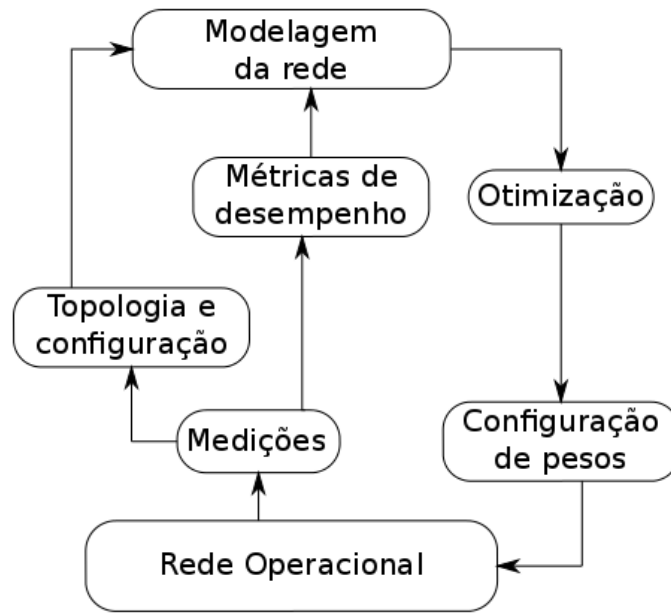 Modelagem
da rede
Métricas de
desempenho
Otimização
Topologia e
configuração
Medições
Configuração
de pesos
Rede Operacional